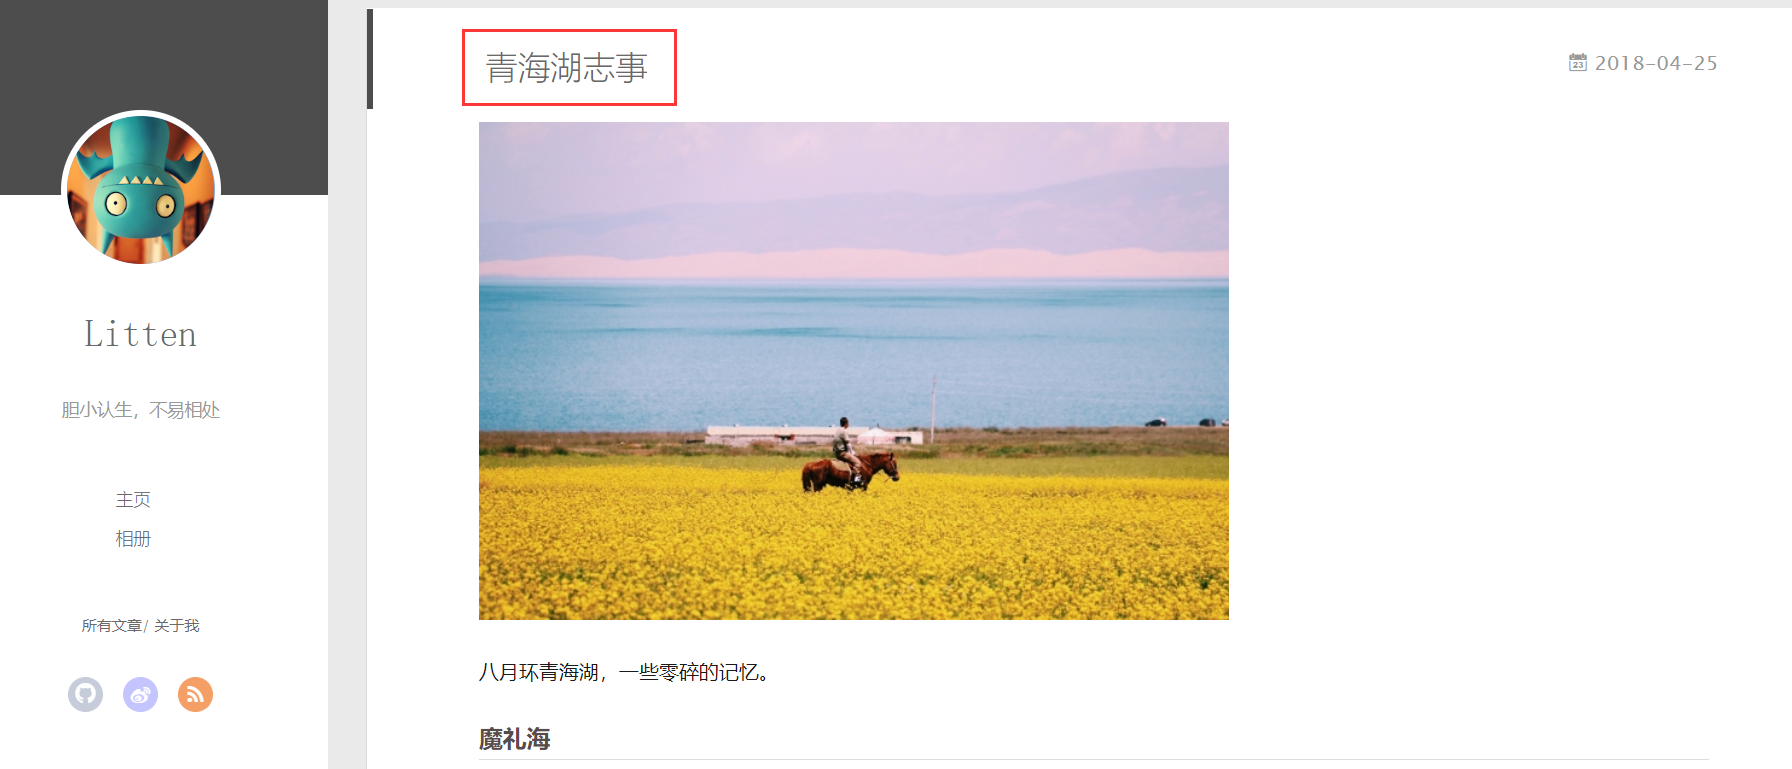 Litten
胆小认生，不易相处
主页
相册
所有文章/ 关于我
青海湖志事
23 2018-04-25
八月环青海湖，一些零碎的记忆。
魔礼海